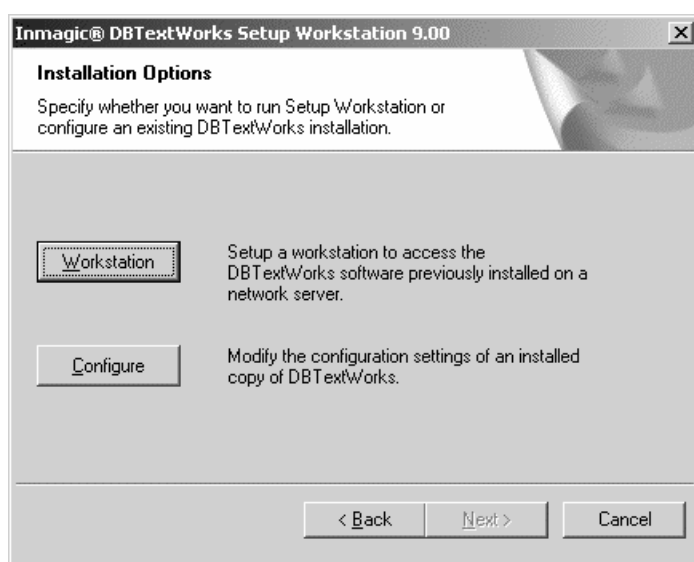 Inmagic® DBTextWorks Setup Workstation 9.00
Installation Options
Specify whether you want to run Setup Workstation or
configure an existing DBTextWorks installation.
Workstation
Setup a workstation to access the
DBTextWorks software previously installed on a
network server.
Configure
Modify the configuration settings of an installed
copy of DBTextWorks.
< Back
Next >
Cancel